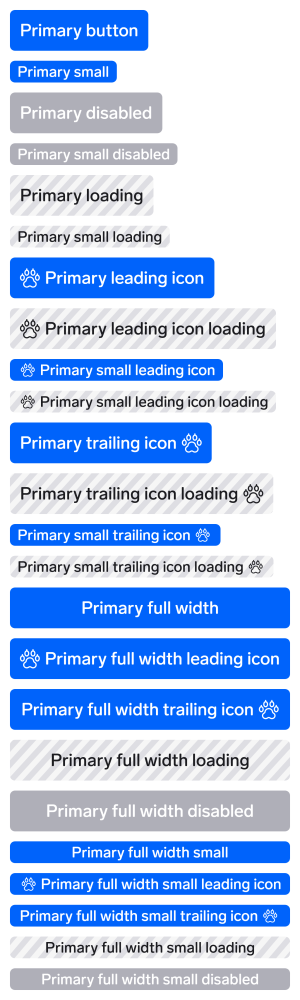 Primary button
Primary small
Primary disabled
Primary small disabled
Primary loading
Primary small loading
Primary leading icon
Primary leading icon loading
Primary small leading icon
Primary small leading icon loading
Primary trailing icon
Primary trailing icon loading
Primary small trailing icon
Primary small trailing icon loading
Primary full width
Primary full width leading icon
Primary full width trailing icon
Primary full width loading
Primary full width disabled
Primary full width small
Primary full width small leading icon
Primary full width small trailing icon
Primary full width small loading
Primary full width small disabled